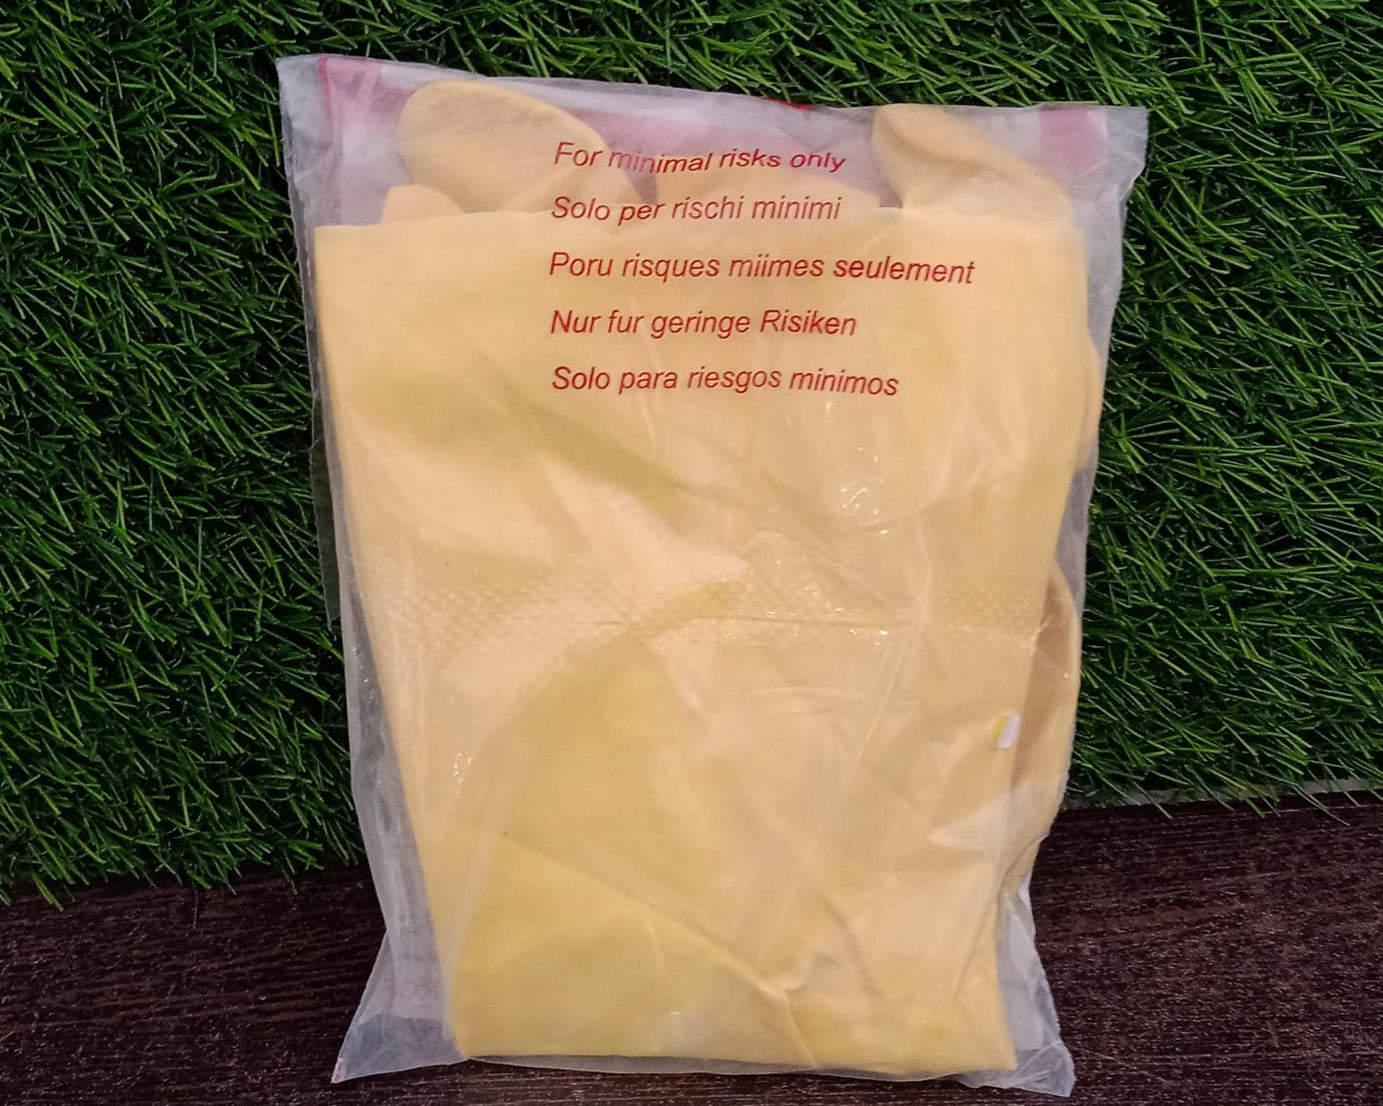 For minimal risks only
Solo per rischi minimi
Poru risques miimes seulement
Nur fur geringe Risiken
Solo para riesgos minimos